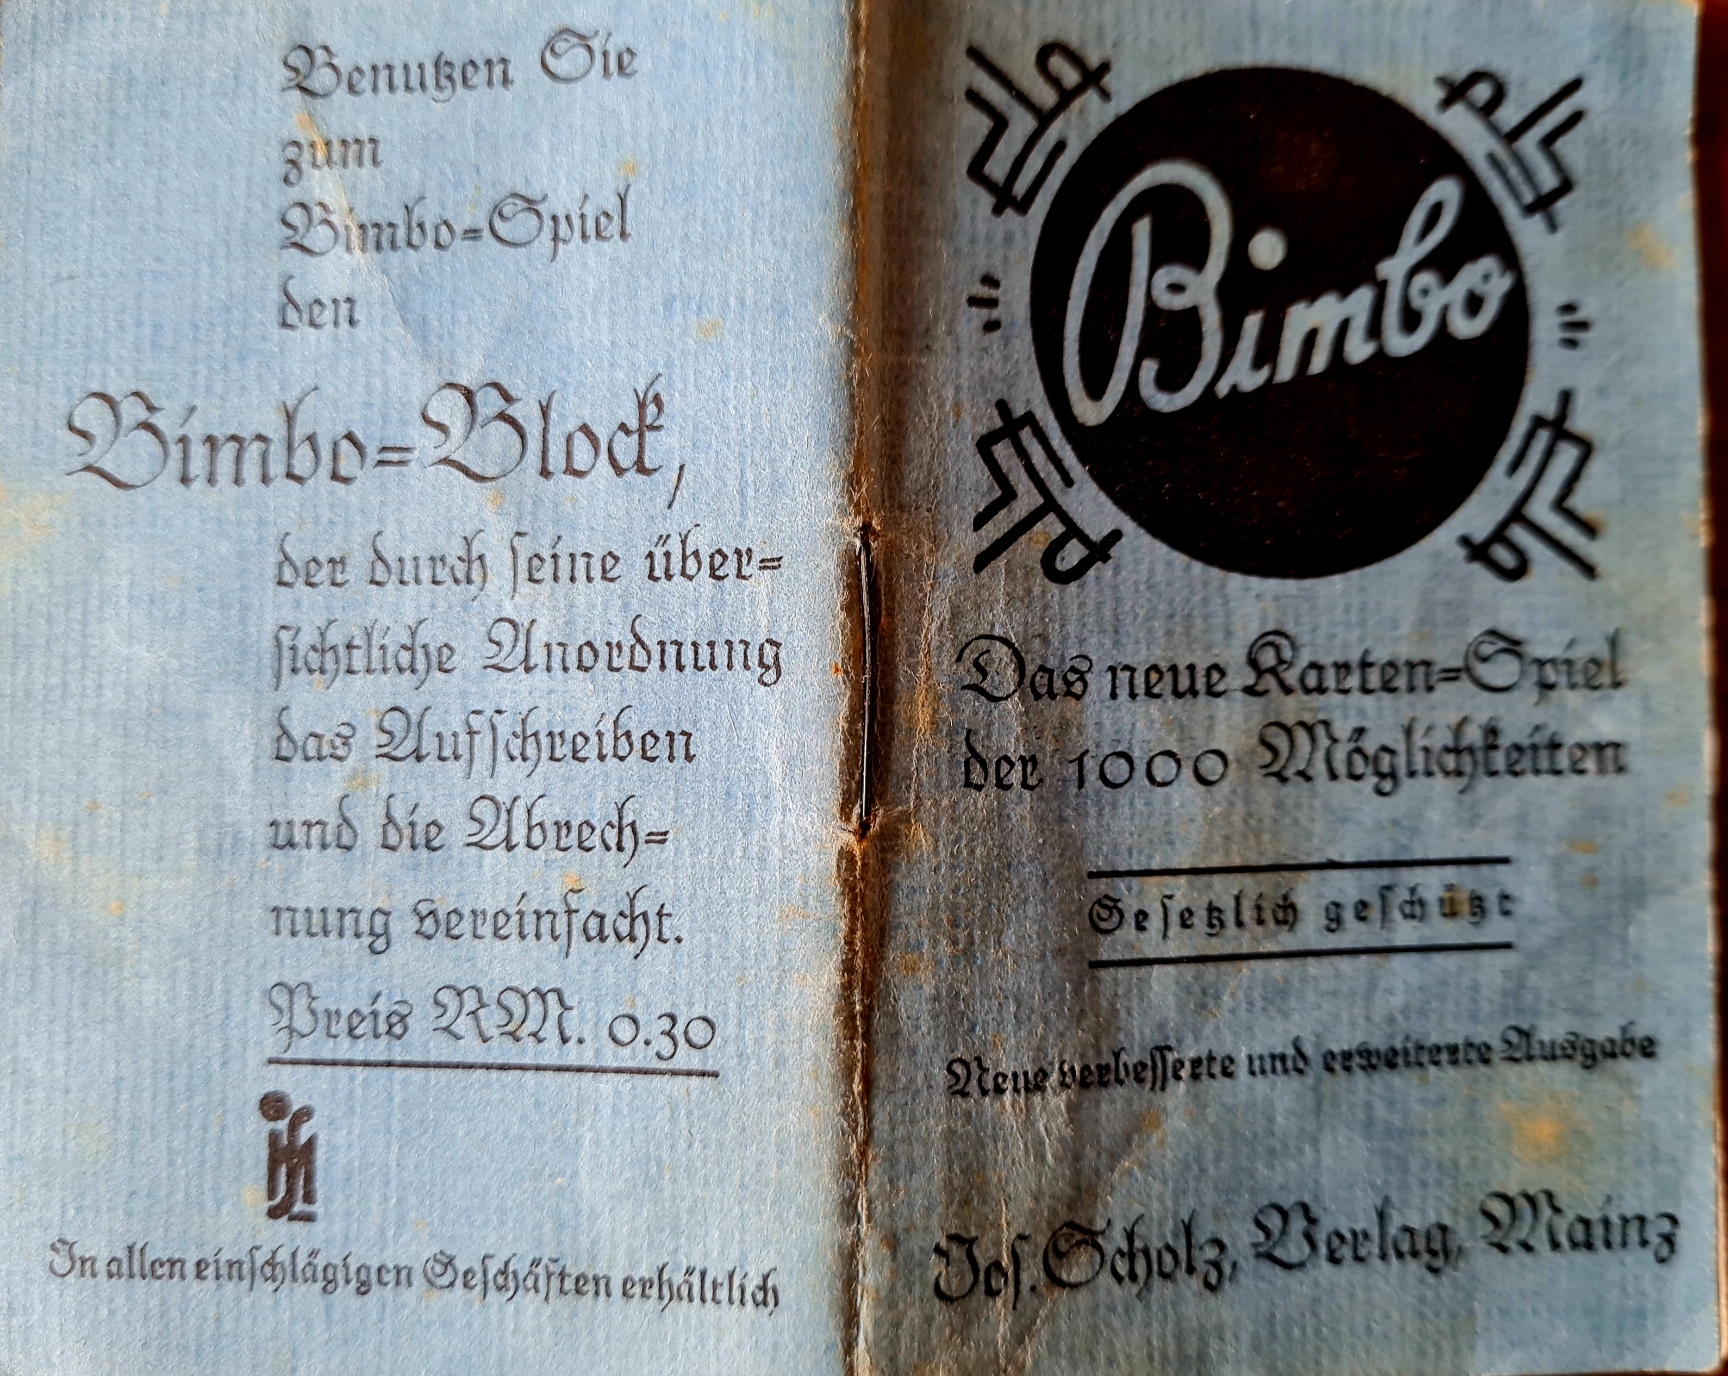 Benutzen Sie
zum
Bimbo=Spiel
den
Bimbo=Block,
der durch seine über=
sichtliche Anordnung
das Aufschreiben
und die Abrech=
nung vereinfacht.
Preis RM. 0.30
In allen einschlägigen Geschäften erhältlich
Bimbo
Das neue Karten=Spiel
der 1000 Möglichkeiten
Gesetzlich geschützt
Neue verbesserte und erweiterte Ausgabe
Jos. Scholz, Verlag, Mainz